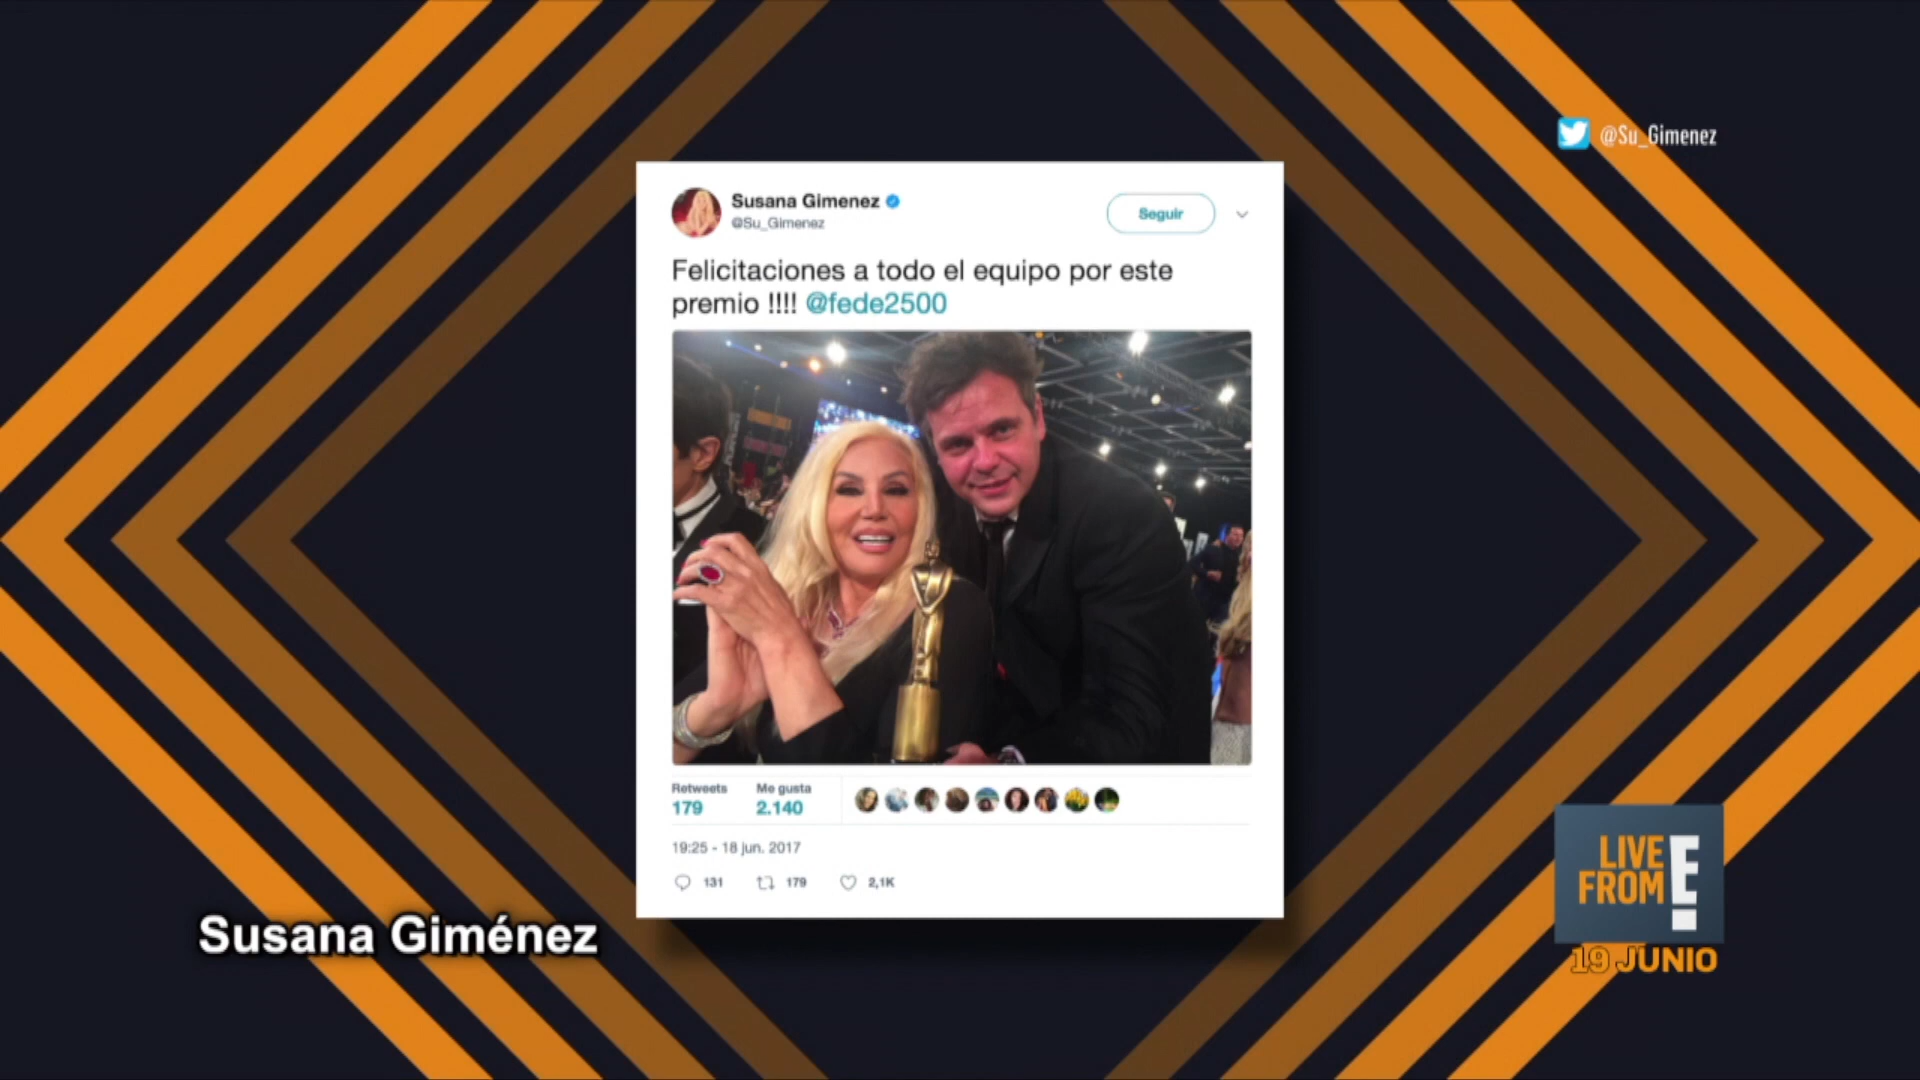 @Su_Gimenez
Susana Gimenez
@Su_Gimenez
Seguir
Felicitaciones a todo el equipo por este
premio !!!! @fede2500
Retweets
179
Me gusta
2.140
19:25 - 18 jun. 2017
131
179
2,1K
Susana Giménez
LIVE
FROM E!
19 JUNIO